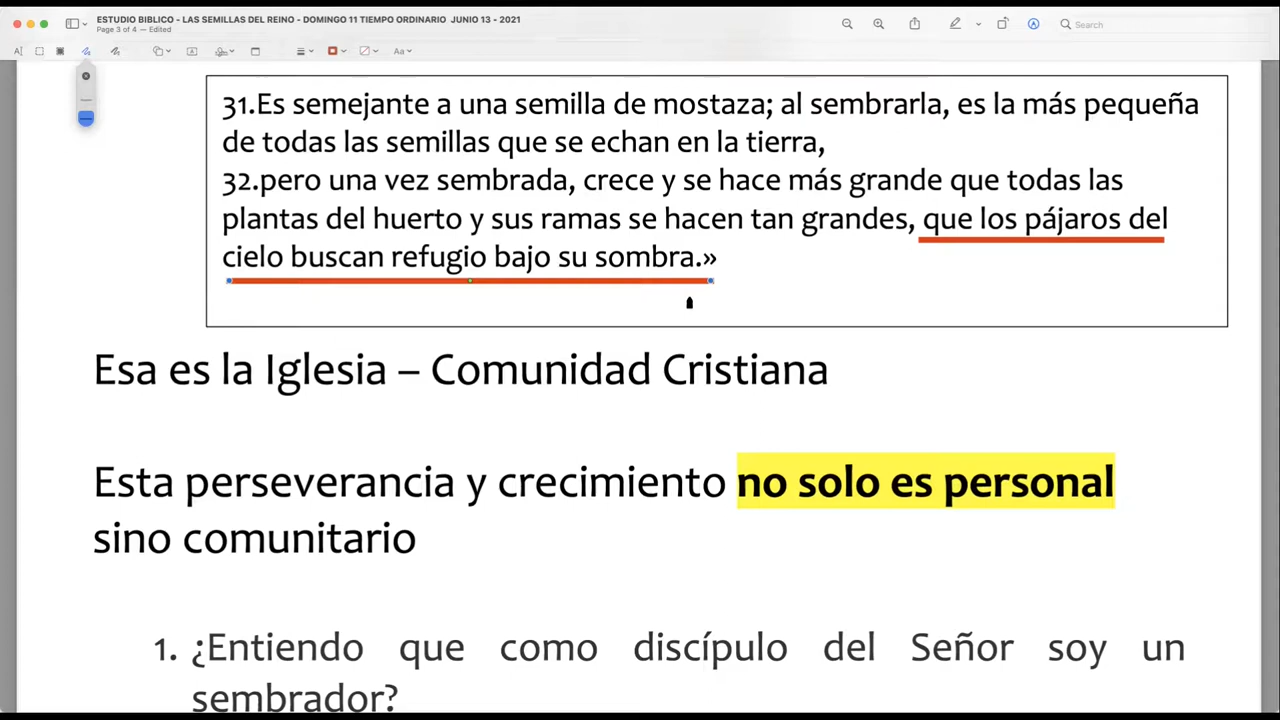 ESTUDIO BIBLICO - LAS SEMILLAS DEL REINO - DOMINGO 11 TIEMPO ORDINARIO JUNIO 13 - 2021
Page 3 of 4 — Edited
Search
Aa
31.Es semejante a una semilla de mostaza; al sembrarla, es la más pequeña
de todas las semillas que se echan en la tierra,
32.pero una vez sembrada, crece y se hace más grande que todas las
plantas del huerto y sus ramas se hacen tan grandes, que los pájaros del
cielo buscan refugio bajo su sombra.»
Esa es la Iglesia – Comunidad Cristiana
Esta perseverancia y crecimiento no solo es personal
sino comunitario
1. ¿Entiendo que como discípulo del Señor soy un
sembrador?